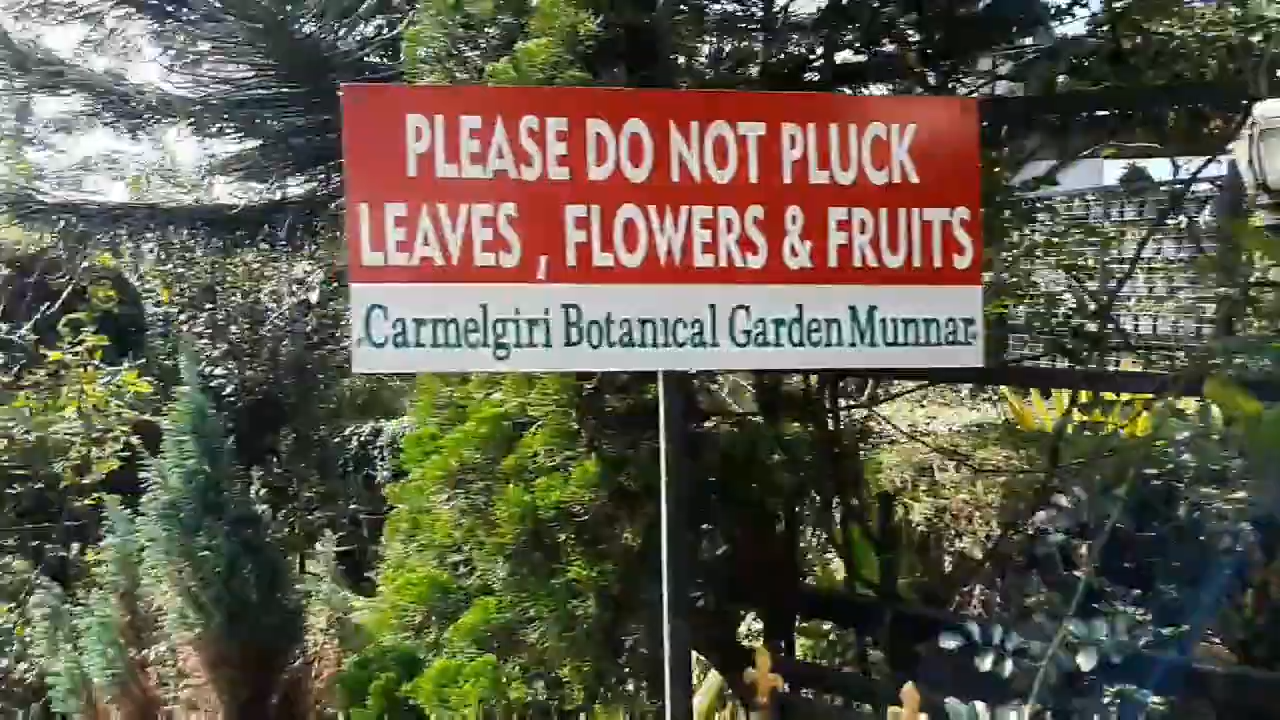 PLEASE DO NOT PLUCK
LEAVES , FLOWERS & FRUITS
Carmelgiri Botanical Garden Munnar